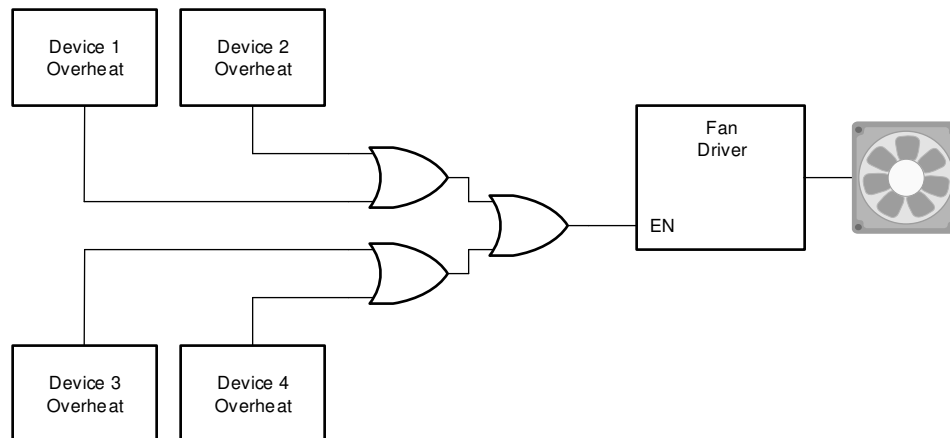 Device 1
Overheat
Device 2
Overheat
Fan
Driver
EN
Device 3
Overheat
Device 4
Overheat